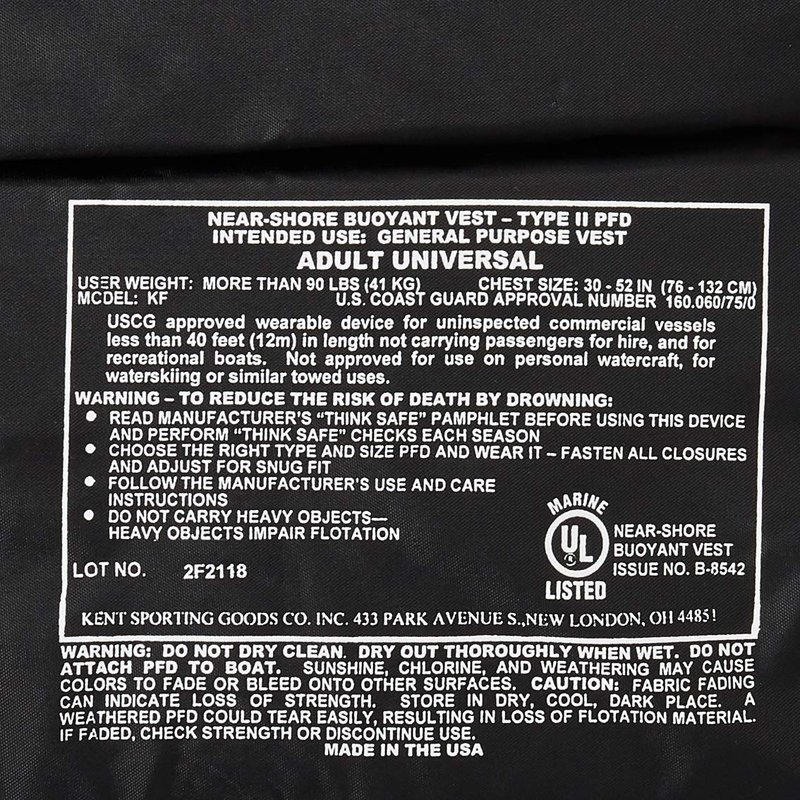 NEAR-SHORE BUOYANT VEST – TYPE II PFD
INTENDED USE: GENERAL PURPOSE VEST
ADULT UNIVERSAL
USER WEIGHT: MORE THAN 90 LBS (41 KG) CHEST SIZE: 30 - 52 IN (76 - 132 CM)
MODEL: KF U.S. COAST GUARD APPROVAL NUMBER 160.060/75/0
USCG approved wearable device for uninspected commercial vessels
less than 40 feet (12m) in length not carrying passengers for hire, and for
recreational boats. Not approved for use on personal watercraft, for
waterskiing or similar towed uses.
WARNING – TO REDUCE THE RISK OF DEATH BY DROWNING:
• READ MANUFACTURER'S “THINK SAFE” PAMPHLET BEFORE USING THIS DEVICE
AND PERFORM “THINK SAFE” CHECKS EACH SEASON
• CHOOSE THE RIGHT TYPE AND SIZE PFD AND WEAR IT – FASTEN ALL CLOSURES
AND ADJUST FOR SNUG FIT
• FOLLOW THE MANUFACTURER'S USE AND CARE
INSTRUCTIONS
• DO NOT CARRY HEAVY OBJECTS—
HEAVY OBJECTS IMPAIR FLOTATION
LOT NO. 2F2118
MARINE
UL
®
LISTED
NEAR-SHORE
BUOYANT VEST
ISSUE NO. B-8542
KENT SPORTING GOODS CO. INC. 433 PARK AVENUE S.,NEW LONDON, OH 44851
WARNING: DO NOT DRY CLEAN. DRY OUT THOROUGHLY WHEN WET. DO NOT
ATTACH PFD TO BOAT. SUNSHINE, CHLORINE, AND WEATHERING MAY CAUSE
COLORS TO FADE OR BLEED ONTO OTHER SURFACES. CAUTION: FABRIC FADING
CAN INDICATE LOSS OF STRENGTH. STORE IN DRY, COOL, DARK PLACE. A
WEATHERED PFD COULD TEAR EASILY, RESULTING IN LOSS OF FLOTATION MATERIAL.
IF FADED, CHECK STRENGTH OR DISCONTINUE USE.
MADE IN THE USA